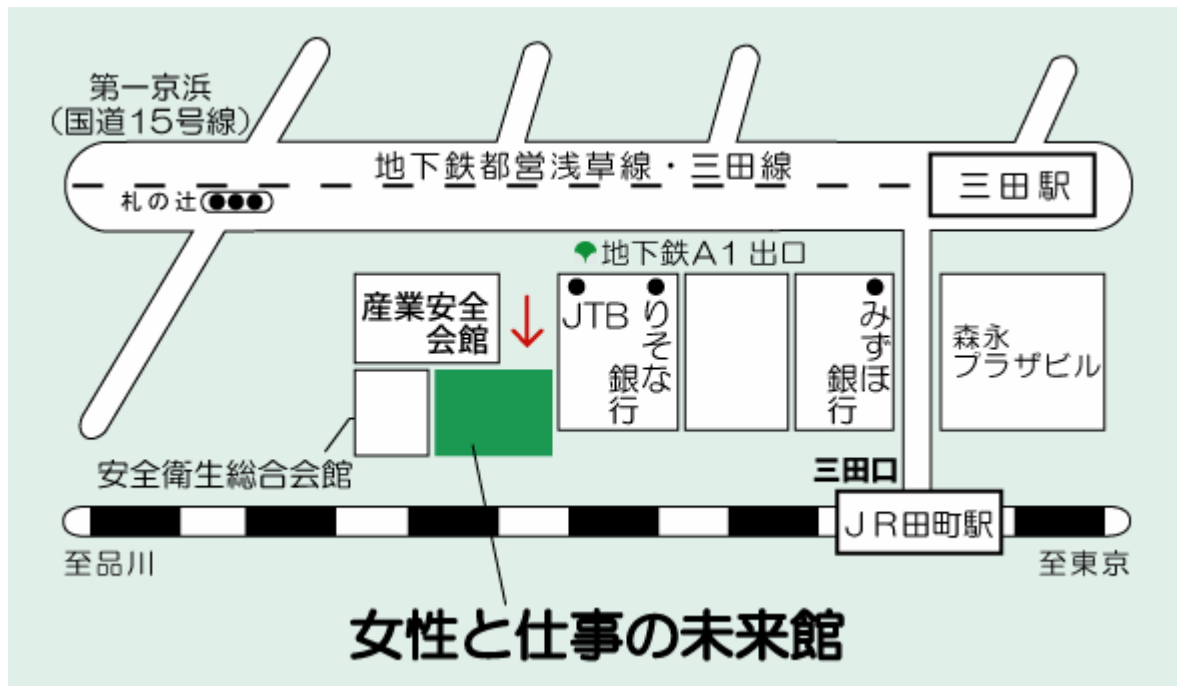 第一京浜
（国道15号線）
地下鉄都営浅草線・三田線
三田駅
札の辻
地下鉄A1出口
産業安全
会館
JTB
りそな
銀行
みずほ
銀行
森永
プラザビル
安全衛生総合会館
三田口
JR田町駅
至品川
至東京
女性と仕事の未来館